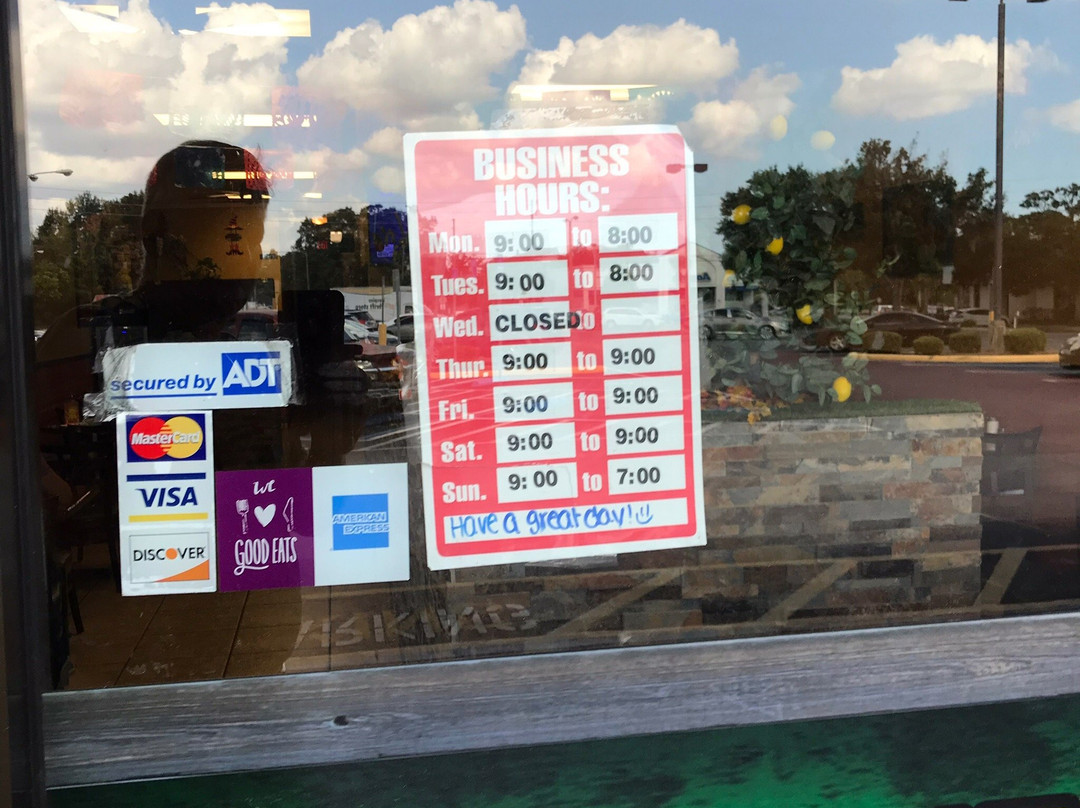 BUSINESS
HOURS:
Mon. 9:00 to 8:00
Tues. 9:00 to 8:00
Wed. CLOSED to
Thur. 9:00 to 9:00
Fri. 9:00 to 9:00
Sat. 9:00 to 9:00
Sun. 9:00 to 7:00
Have a great day!
secured by ADT
MasterCard
VISA
DISCOVER
we
GOOD EATS
AMERICAN
EXPRESS